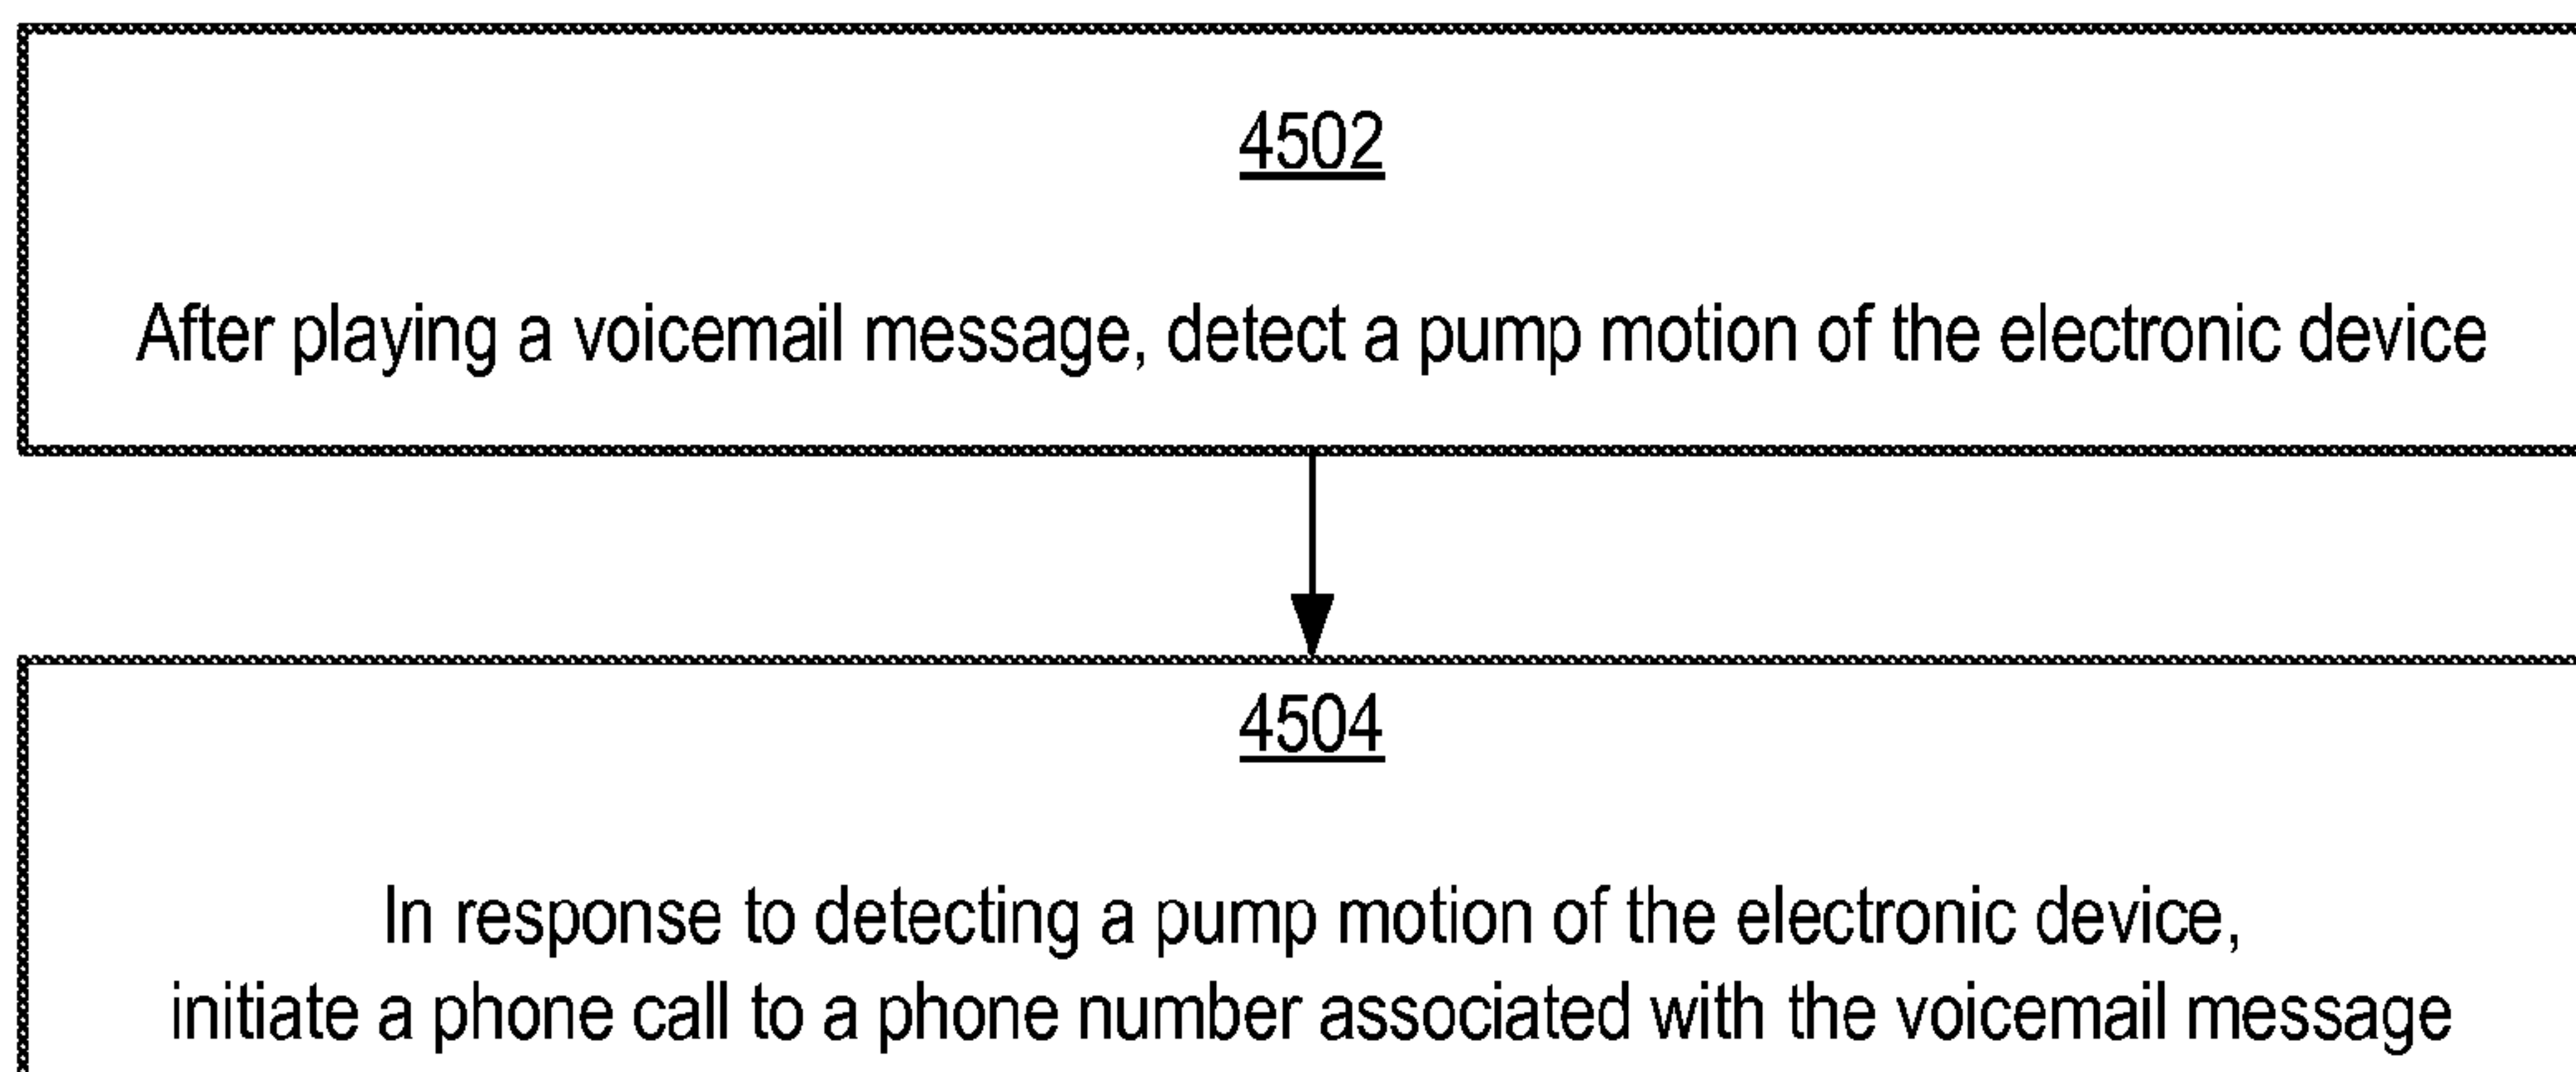 4502
After playing a voicemail message, detect a pump motion of the electronic device
4504
In response to detecting a pump motion of the electronic device,
initiate a phone call to a phone number associated with the voicemail message